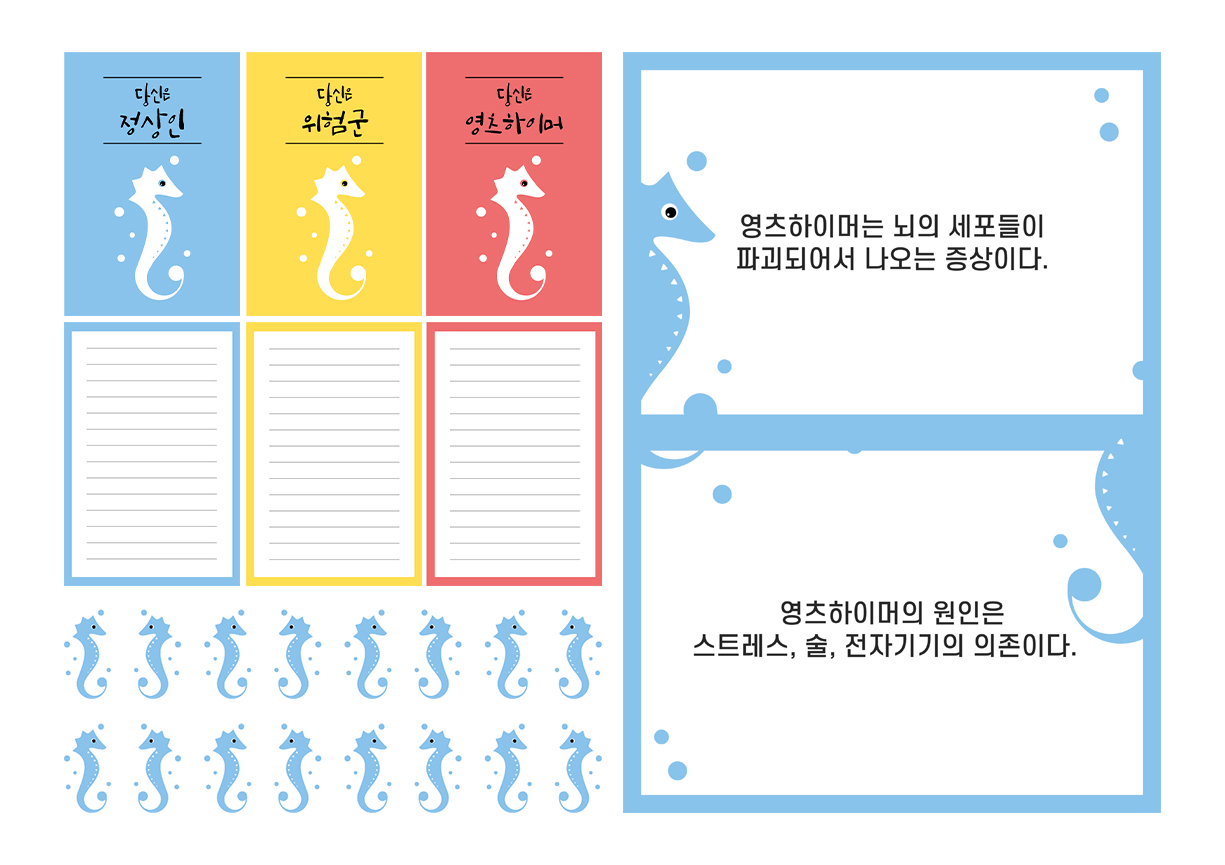 당신은
정상인
당신은
위험군
당신은
영츠하이머
영츠하이머는 뇌의 세포들이
파괴되어서 나오는 증상이다.
영츠하이머의 원인은
스트레스, 술, 전자기기의 의존이다.